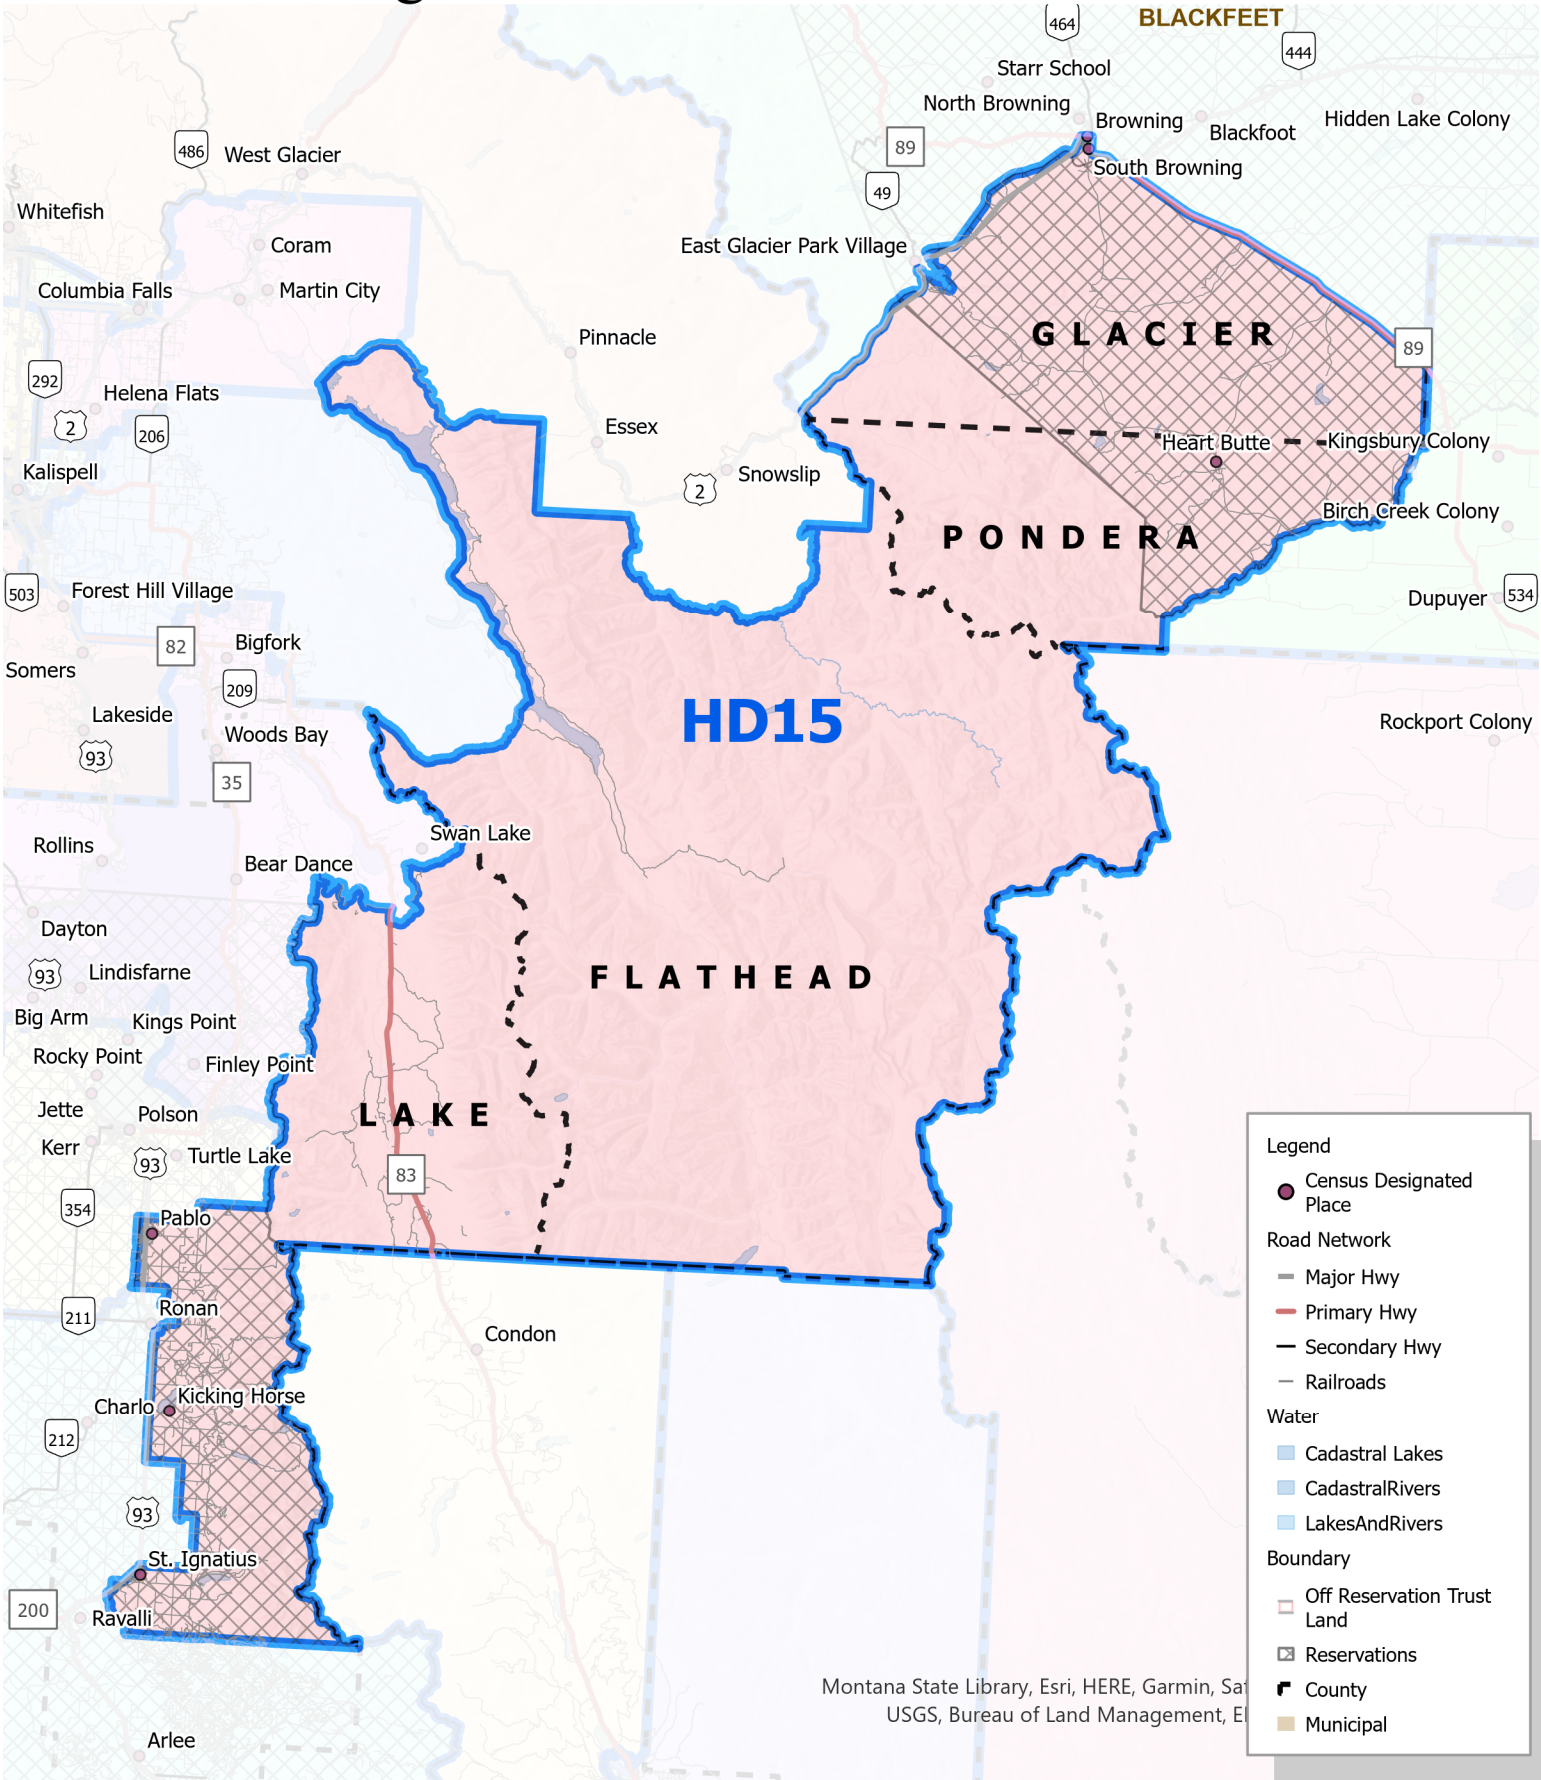 464
BLACKFEET
444
Starr School
North Browning
Browning
Hidden Lake Colony
Blackfoot
486
West Glacier
89
South Browning
49
Whitefish
Coram
East Glacier Park Village
Columbia Falls
Martin City
GLACIER
Pinnacle
89
292
Helena Flats
2
206
Essex
Heart Butte
Kingsbury Colony
Kalispell
Snowslip
2
Birch Creek Colony
PONDERA
503
Forest Hill Village
Dupuyer
534
82
Bigfork
Somers
209
HD15
Lakeside
Rockport Colony
Woods Bay
93
35
Swan Lake
Rollins
Bear Dance
Dayton
93
Lindisfarne
FLATHEAD
Big Arm
Kings Point
Rocky Point
Finley Point
Jette
Polson
LAKE
Kerr
93
Turtle Lake
83
354
Pablo
211
Ronan
Condon
Charlo
Kicking Horse
212
93
St. Ignatius
200
Ravalli
Arlee
Legend
Census Designated
Place
Road Network
Major Hwy
Primary Hwy
Secondary Hwy
Railroads
Water
Cadastral Lakes
CadastralRivers
LakesAndRivers
Boundary
Off Reservation Trust
Land
Reservations
County
Municipal
Montana State Library, Esri, HERE, Garmin,
USGS, Bureau of Land Management,